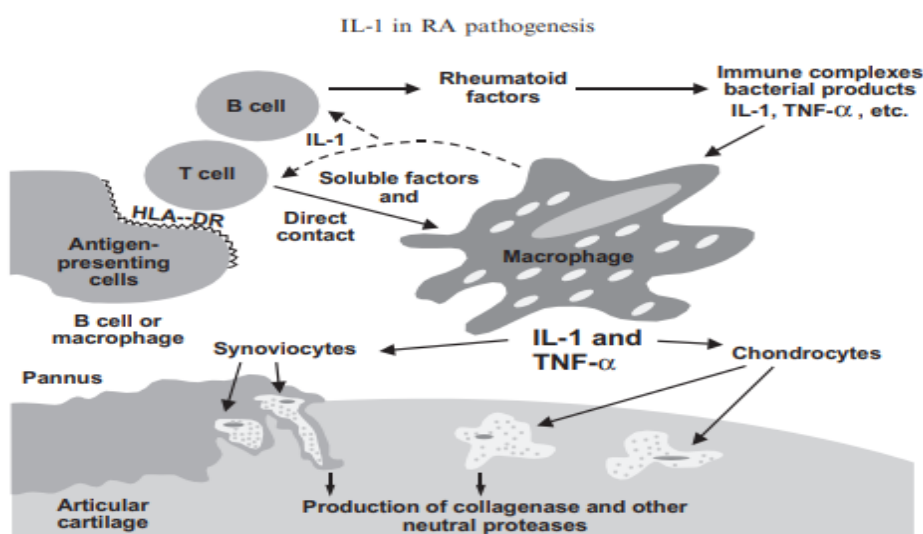 IL-1 in RA pathogenesis
B cell
Rheumatoid
factors
Immune complexes
bacterial products
IL-1, TNF-α , etc.
IL-1
T cell
Soluble factors
and
Direct
contact
HLA--DR
Antigen-
presenting
cells
Macrophage
B cell or
macrophage
Synoviocytes
IL-1 and
TNF-α
Chondrocytes
Pannus
Articular
cartilage
Production of collagenase and other
neutral proteases